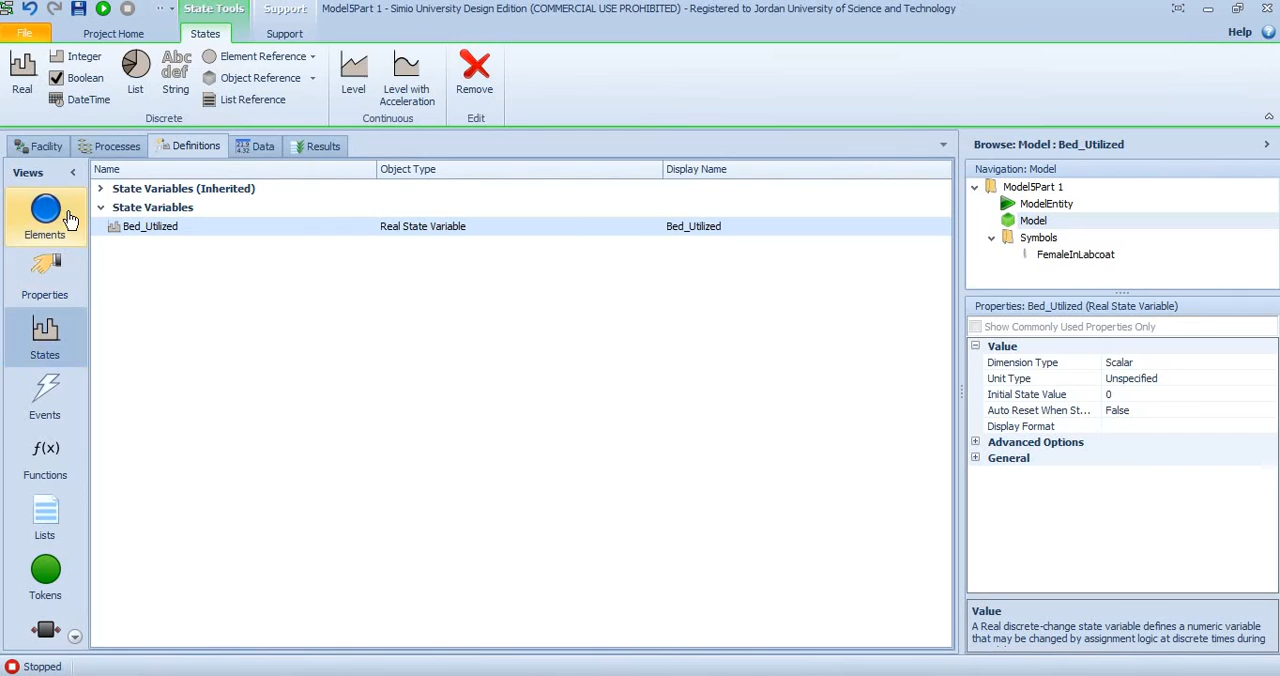 State Tools
Support
Model5Part 1 - Simio University Design Edition (COMMERCIAL USE PROHIBITED) - Registered to Jordan University of Science and Technology
File
Project Home
States
Support
Help
Real
Integer
Boolean
DateTime
List
Abc
def
String
Element Reference
Object Reference
List Reference
Level
Level with
Acceleration
Remove
Discrete
Continuous
Edit
Facility
Processes
Definitions
Data
Results
Browse: Model : Bed_Utilized
Views
Name
Object Type
Display Name
Navigation: Model
State Variables (Inherited)
Model5Part 1
State Variables
ModelEntity
Bed_Utilized
Real State Variable
Bed_Utilized
Model
Elements
Symbols
FemaleInLabcoat
Properties
Properties: Bed_Utilized (Real State Variable)
Show Commonly Used Properties Only
States
Value
Dimension Type
Scalar
Unit Type
Unspecified
Initial State Value
0
Auto Reset When St...
False
Events
Display Format
Advanced Options
f(x)
General
Functions
Lists
Tokens
Value
A Real discrete-change state variable defines a numeric variable
that may be changed by assignment logic at discrete times during
Stopped